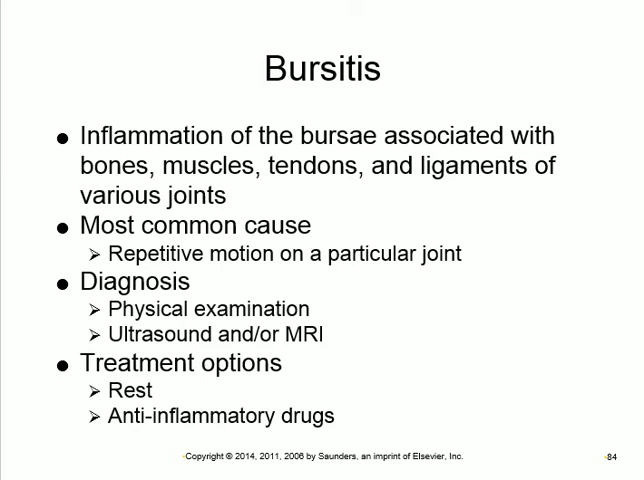 Bursitis
● Inflammation of the bursae associated with
bones, muscles, tendons, and ligaments of
various joints
● Most common cause
➢ Repetitive motion on a particular joint
● Diagnosis
➢ Physical examination
➢ Ultrasound and/or MRI
● Treatment options
➢ Rest
➢ Anti-inflammatory drugs
•Copyright © 2014, 2011, 2006 by Saunders, an imprint of Elsevier, Inc.
•84